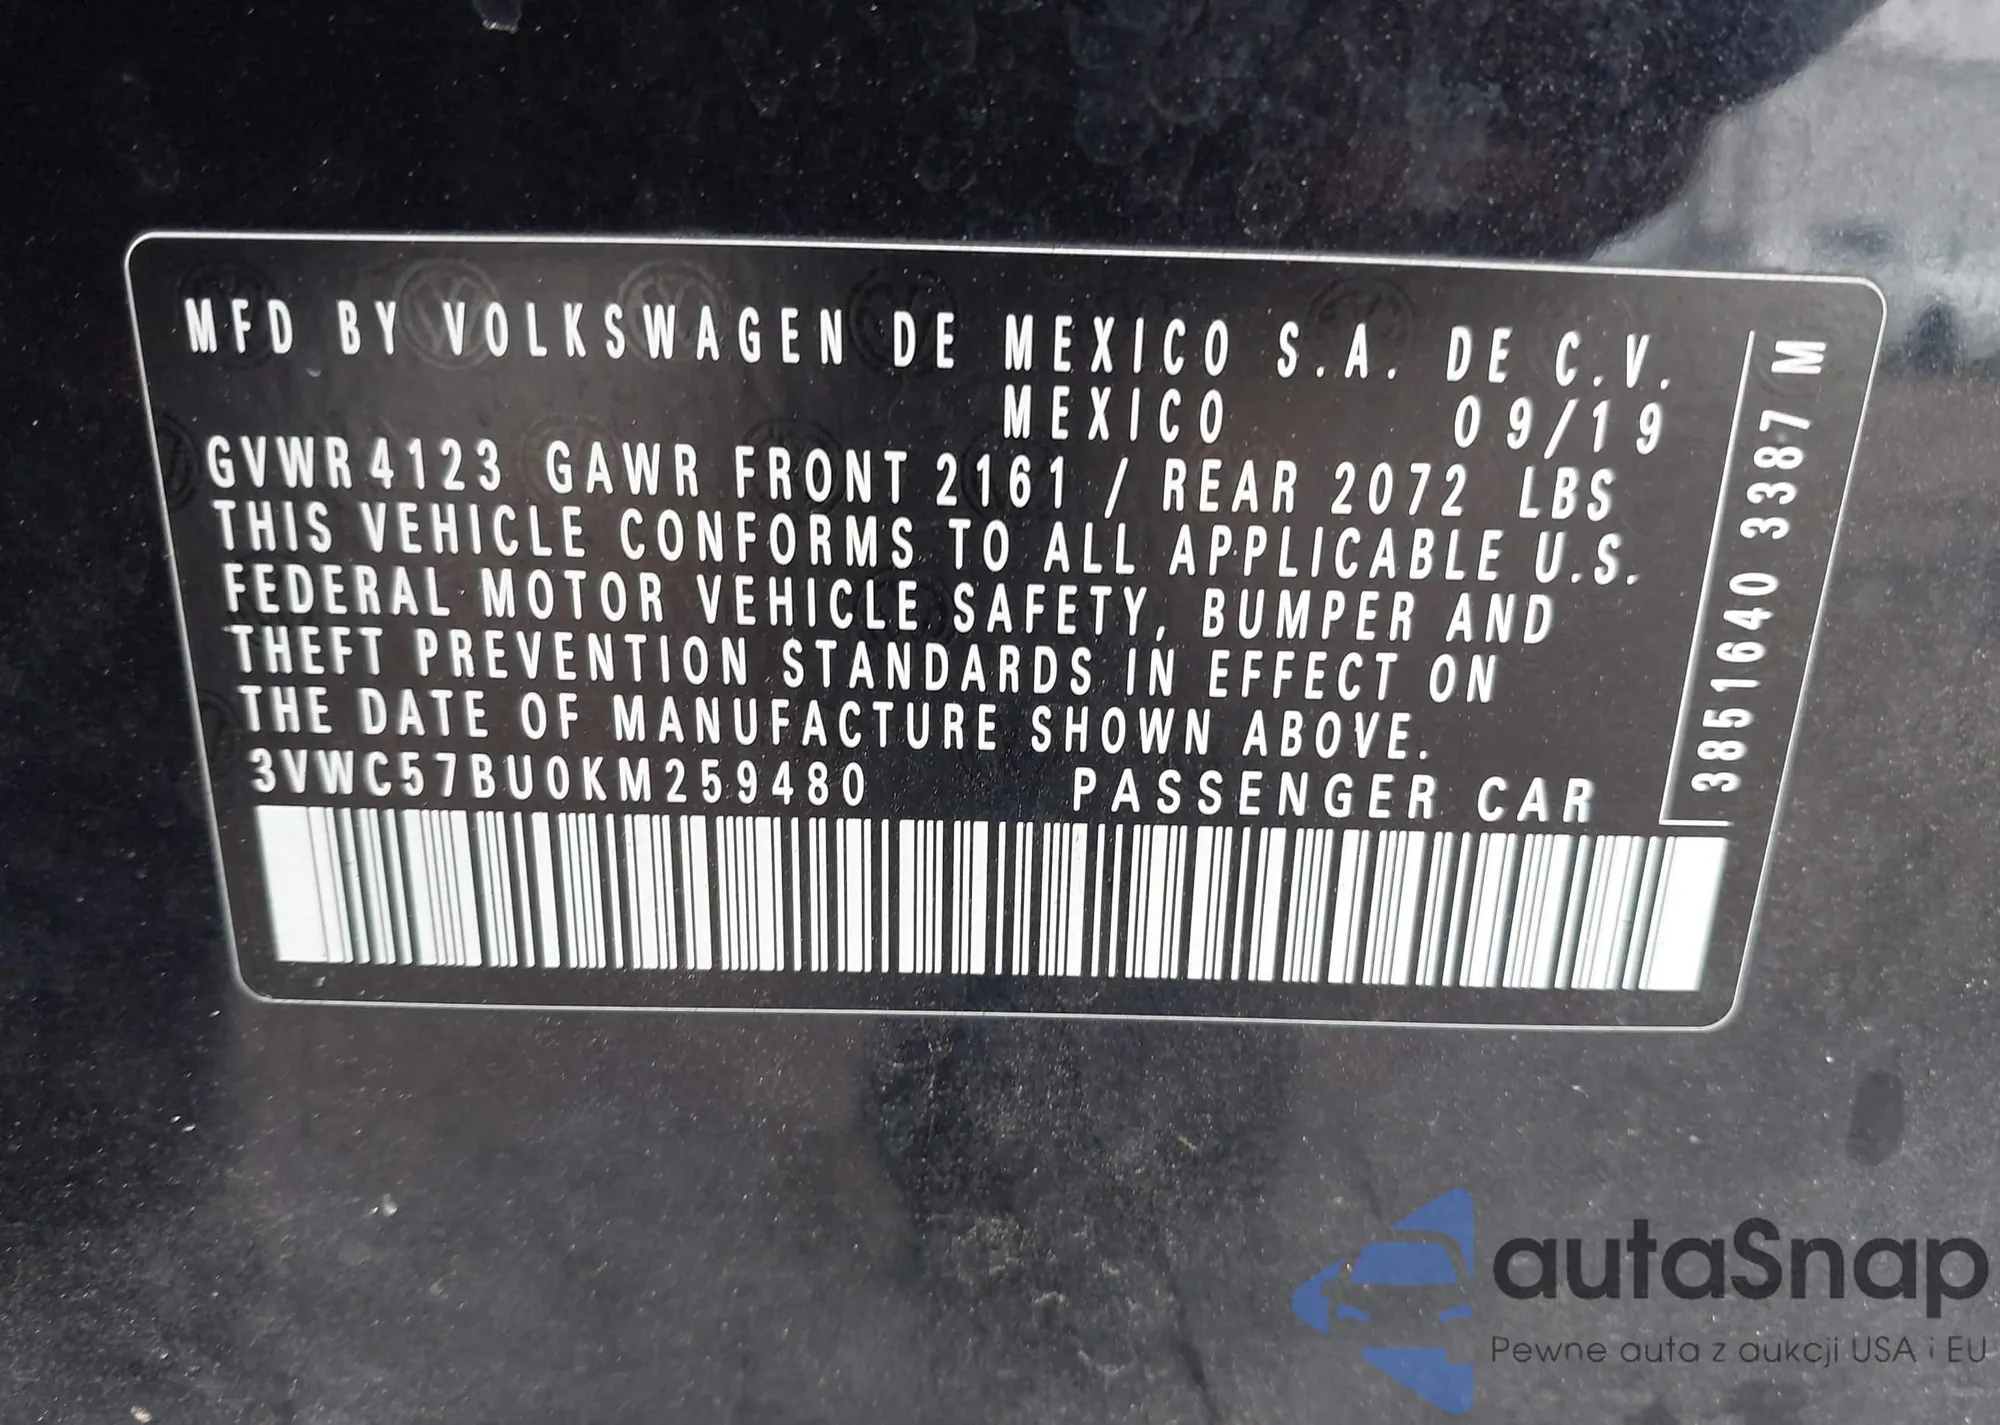 MFD BY VOLKSWAGEN DE MEXICO S.A. DE C.V.
MEXICO 09/19
GVWR 4123 GAWR FRONT 2161 / REAR 2072 LBS
THIS VEHICLE CONFORMS TO ALL APPLICABLE U.S.
FEDERAL MOTOR VEHICLE SAFETY, BUMPER AND
THEFT PREVENTION STANDARDS IN EFFECT ON
THE DATE OF MANUFACTURE SHOWN ABOVE.
3VWC57BU0KM259480 PASSENGER CAR
3851640 3387 M
autaSnap
Pewne auta z aukcji USA i EU